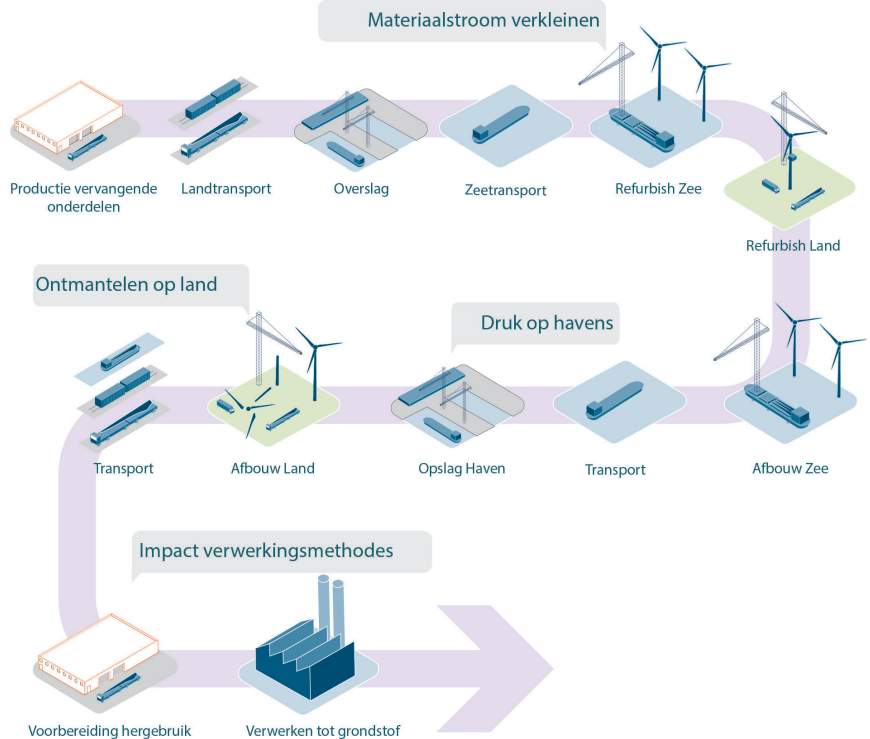 Materiaalstroom verkleinen
Productie vervangende
onderdelen
Landtransport
Overslag
Zeetransport
Refurbish Zee
Refurbish Land
Ontmantelen op land
Druk op havens
Transport
Afbouw Land
Opslag Haven
Transport
Afbouw Zee
Impact verwerkingsmethodes
Voorbereiding hergebruik
Verwerken tot grondstof